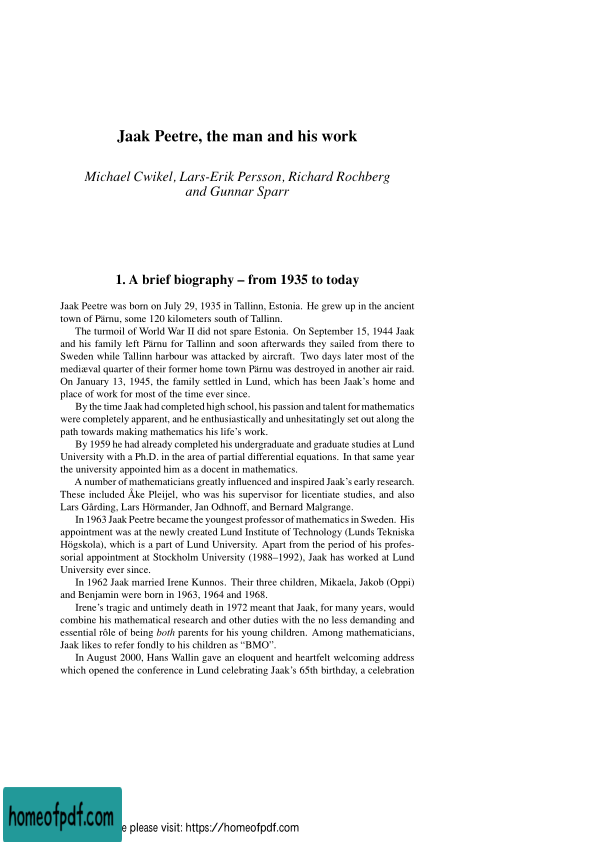 Jaak Peetre, the man and his work
Michael Cwikel, Lars-Erik Persson, Richard Rochberg
and Gunnar Sparr
1. A brief biography – from 1935 to today
Jaak Peetre was born on July 29, 1935 in Tallinn, Estonia. He grew up in the ancient
town of Pärnu, some 120 kilometers south of Tallinn.
The turmoil of World War II did not spare Estonia. On September 15, 1944 Jaak
and his family left Pärnu for Tallinn and soon afterwards they sailed from there to
Sweden while Tallinn harbour was attacked by aircraft. Two days later most of the
mediæval quarter of their former home town Pärnu was destroyed in another air raid.
On January 13, 1945, the family settled in Lund, which has been Jaak's home and
place of work for most of the time ever since.
By the time Jaak had completed high school, his passion and talent for mathematics
were completely apparent, and he enthusiastically and unhesitatingly set out along the
path towards making mathematics his life's work.
By 1959 he had already completed his undergraduate and graduate studies at Lund
University with a Ph.D. in the area of partial differential equations. In that same year
the university appointed him as a docent in mathematics.
A number of mathematicians greatly influenced and inspired Jaak's early research.
These included Åke Pleijel, who was his supervisor for licentiate studies, and also
Lars Gårding, Lars Hörmander, Jan Odhnoff, and Bernard Malgrange.
In 1963 Jaak Peetre became the youngest professor of mathematics in Sweden. His
appointment was at the newly created Lund Institute of Technology (Lunds Tekniska
Högskola), which is a part of Lund University. Apart from the period of his profes-
sorial appointment at Stockholm University (1988–1992), Jaak has worked at Lund
University ever since.
In 1962 Jaak married Irene Kunnos. Their three children, Mikaela, Jakob (Oppi)
and Benjamin were born in 1963, 1964 and 1968.
Irene's tragic and untimely death in 1972 meant that Jaak, for many years, would
combine his mathematical research and other duties with the no less demanding and
essential rôle of being both parents for his young children. Among mathematicians,
Jaak likes to refer fondly to his children as “BMO”.
In August 2000, Hans Wallin gave an eloquent and heartfelt welcoming address
which opened the conference in Lund celebrating Jaak's 65th birthday, a celebration
homeofpdf.com
e please visit: https://homeofpdf.com